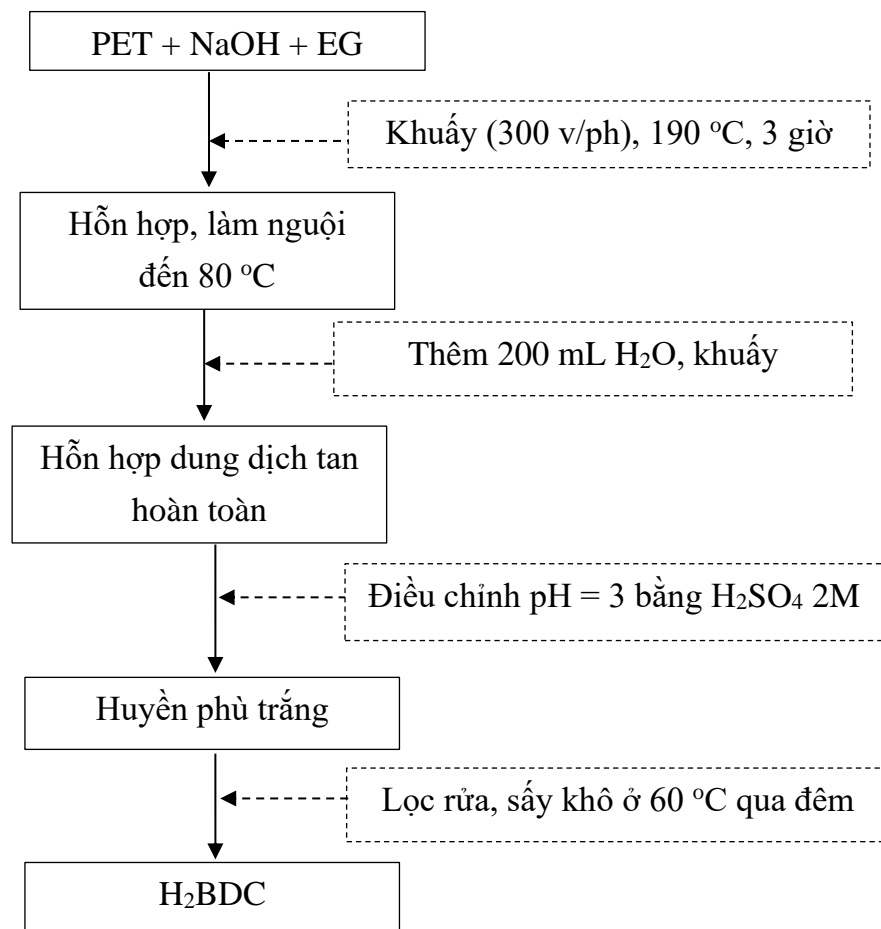 PET + NaOH + EG
Khuấy (300 v/ph), 190 °C, 3 giờ
Hỗn hợp, làm nguội
đến 80 °C
Thêm 200 mL H₂O, khuấy
Hỗn hợp dung dịch tan
hoàn toàn
Điều chỉnh pH = 3 bằng H₂SO₄ 2M
Huyền phù trắng
Lọc rửa, sấy khô ở 60 °C qua đêm
H₂BDC